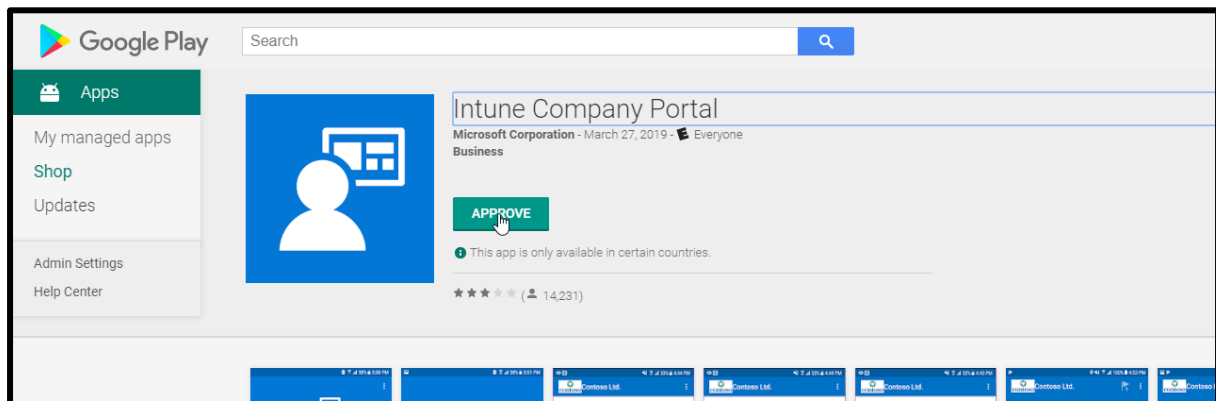 Google Play
Search
Apps
My managed apps
Shop
Updates
Admin Settings
Help Center
Intune Company Portal
Microsoft Corporation - March 27, 2019 - Everyone
Business
APPROVE
This app is only available in certain countries.
(14,231)
Contoso Ltd.
Contoso Ltd.
Contoso Ltd.
Contoso Ltd.